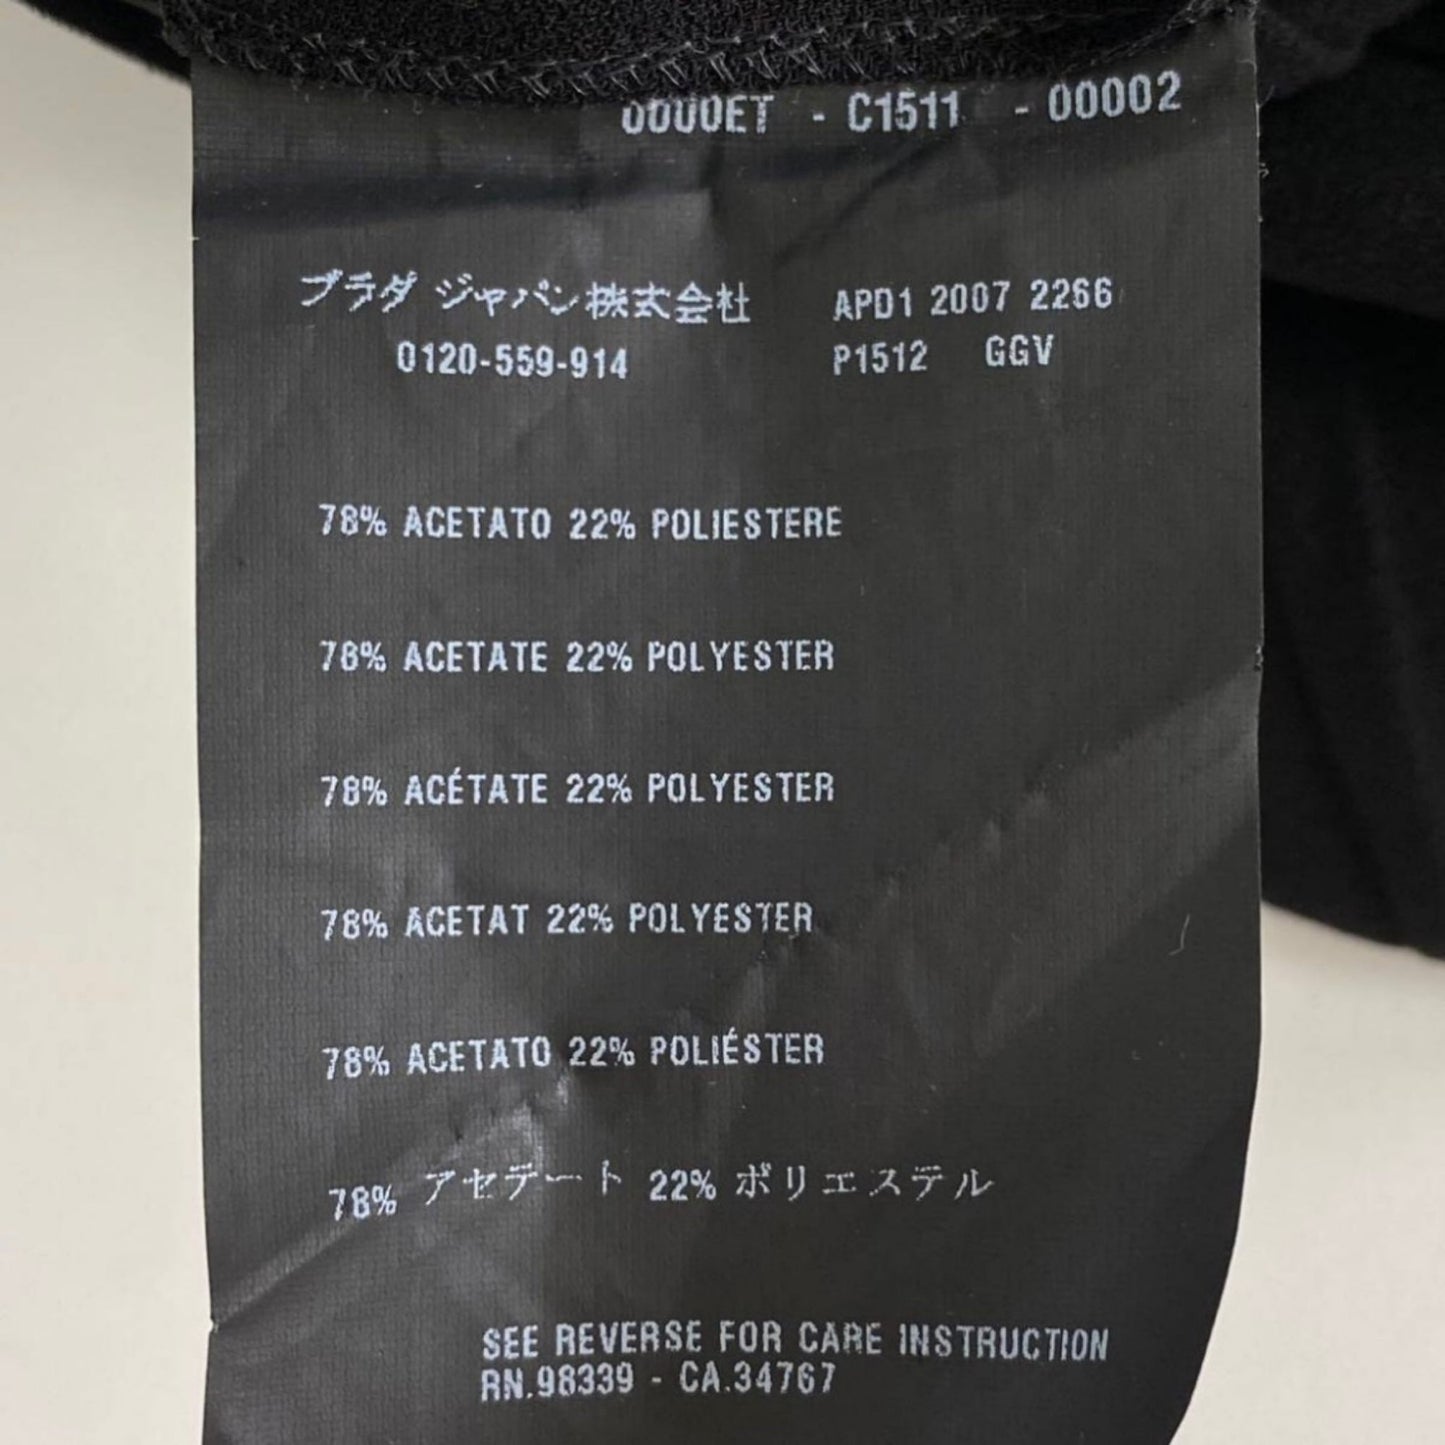 0000ET - C1511 - 00002
プラダ ジャパン株式会社
0120-559-914
APD1 2007 2266
P1512 GGV
78% ACETATO 22% POLIESTERE
78% ACETATE 22% POLYESTER
78% ACÉTATE 22% POLYESTER
78% ACETAT 22% POLYESTER
78% ACETATO 22% POLIÉSTER
78% アセテート 22% ポリエステル
SEE REVERSE FOR CARE INSTRUCTION
RN.98339 - CA.34767